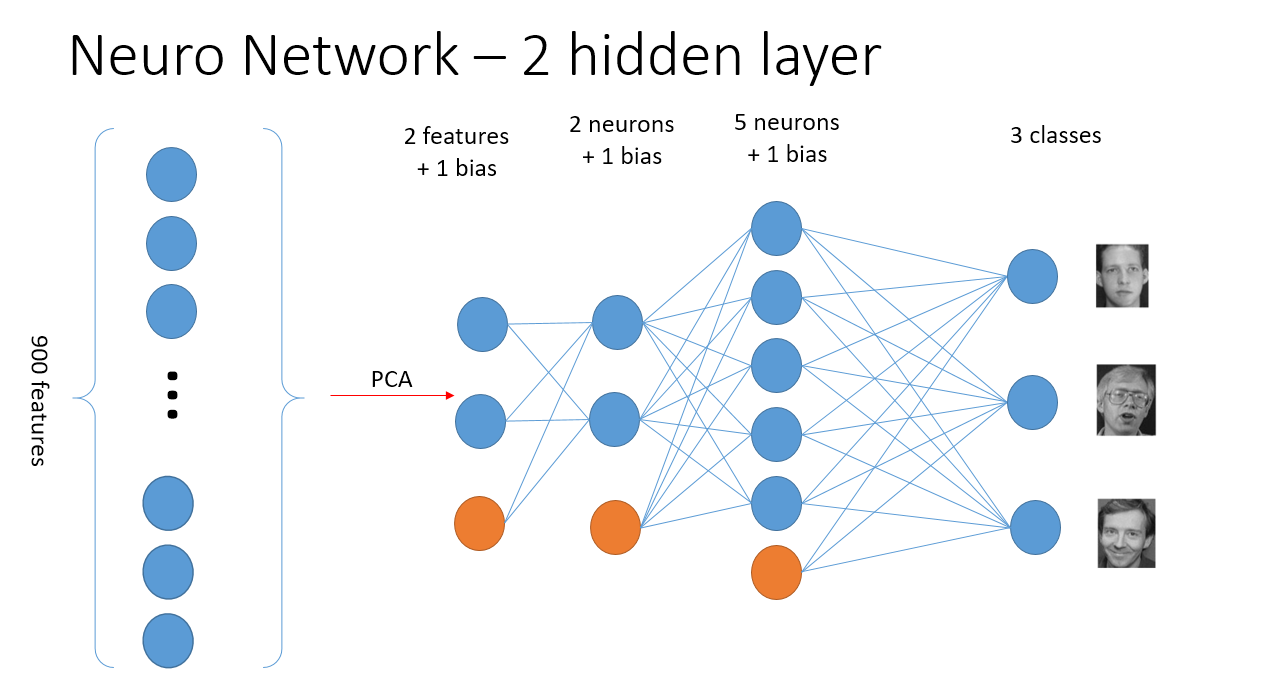 Neuro Network – 2 hidden layer
2 features
+ 1 bias
2 neurons
+ 1 bias
5 neurons
+ 1 bias
3 classes
900 features
PCA